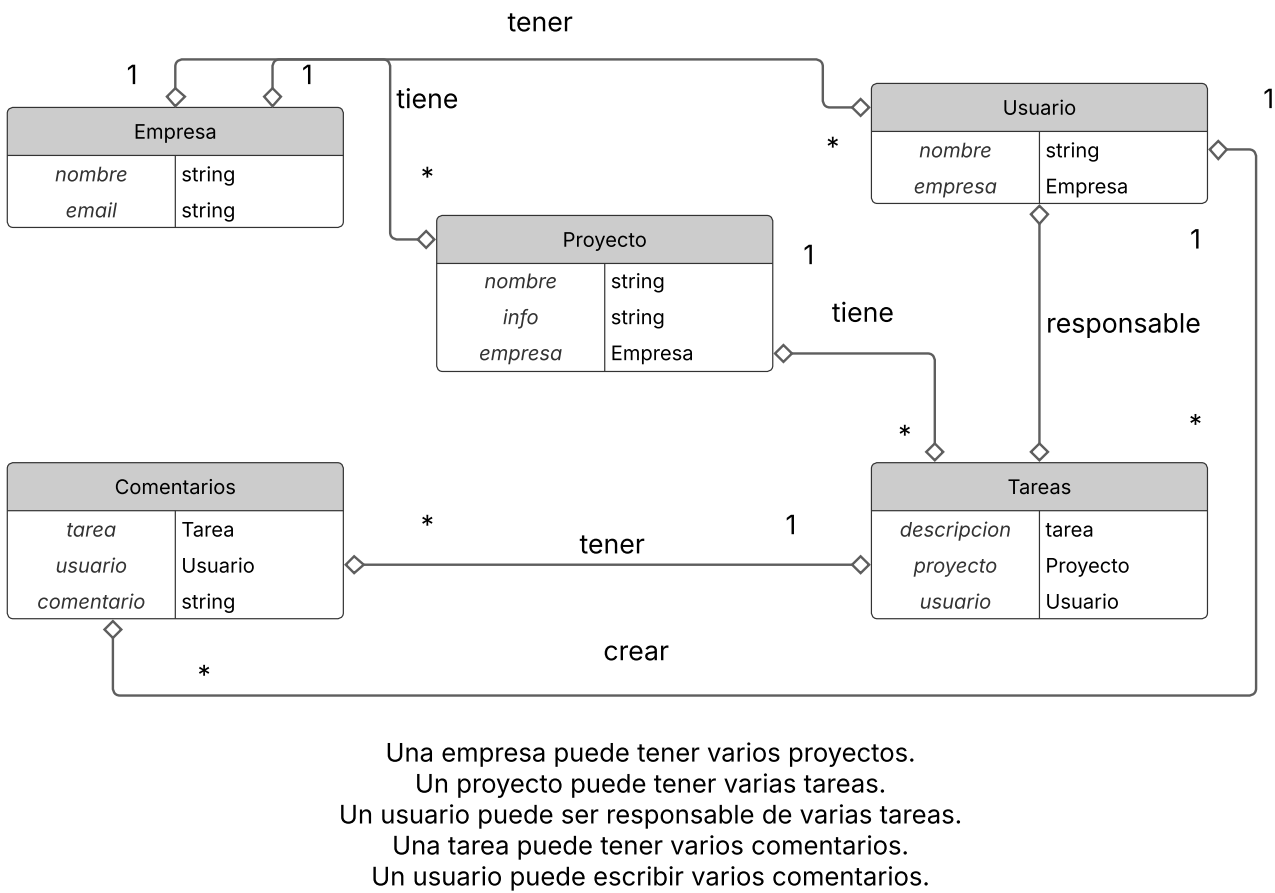 tener
1
1
tiene
*
Empresa
nombre string
email string
*
Usuario
nombre string
empresa Empresa
1
1
Proyecto
nombre string
info string
empresa Empresa
1
tiene
*
responsable
*
Comentarios
tarea Tarea
usuario Usuario
comentario string
*
tener
1
Tareas
descripcion tarea
proyecto Proyecto
usuario Usuario
*
crear
Una empresa puede tener varios proyectos.
Un proyecto puede tener varias tareas.
Un usuario puede ser responsable de varias tareas.
Una tarea puede tener varios comentarios.
Un usuario puede escribir varios comentarios.